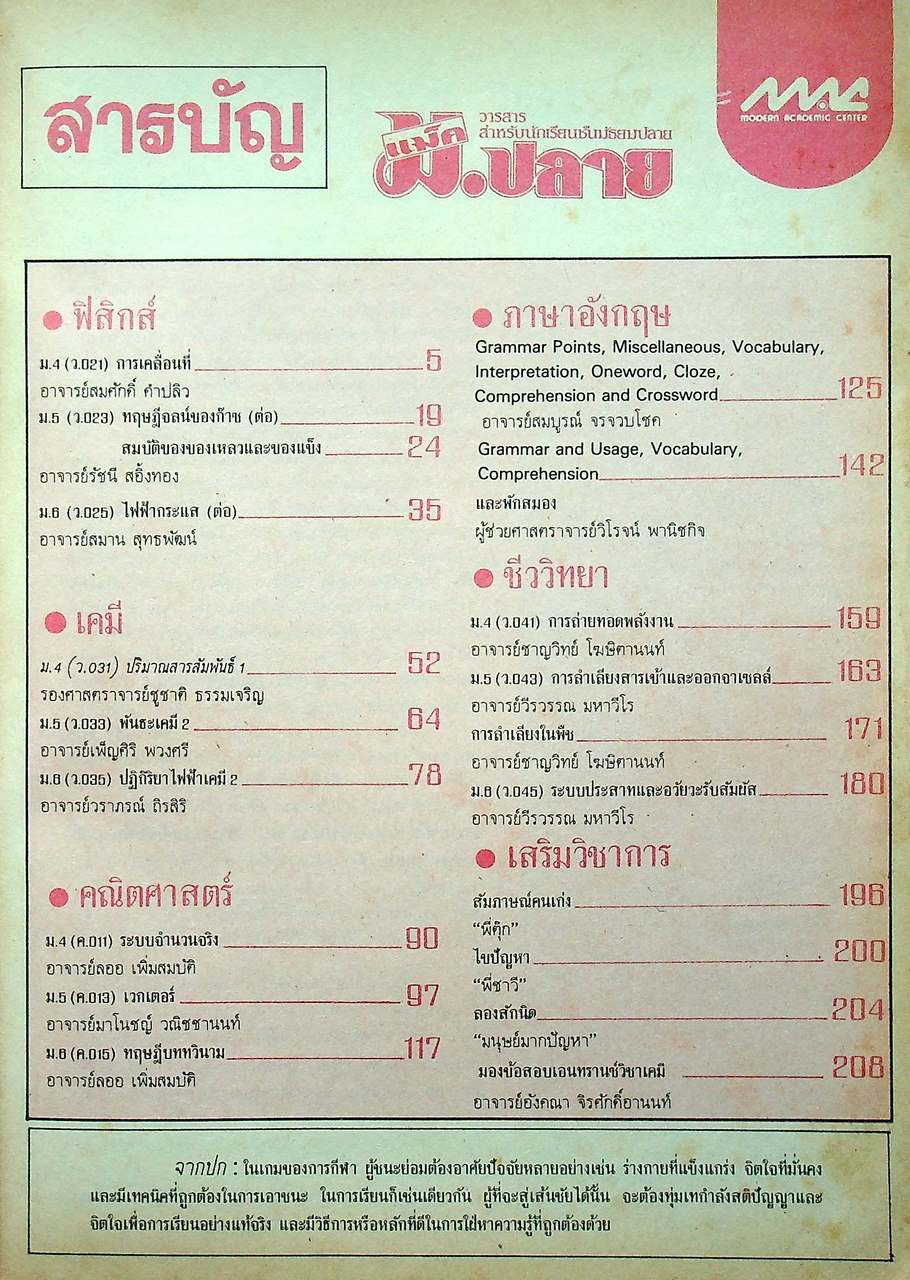 สารบัญ
วารสาร
สำหรับนักเรียนชั้นมัธยมปลาย
แม็ค
ม.ปลาย
MAC
MODERN ACADEMIC CENTER
● ฟิสิกส์
ม.4 (ว.021) การเคลื่อนที่ 5
อาจารย์สมศักดิ์ คำปลิว
ม.5 (ว.023) ทฤษฎีจลน์ของก๊าซ (ต่อ) 19
สมบัติของของเหลวและของแข็ง 24
อาจารย์รัชนี สอิ้งทอง
ม.6 (ว.025) ไฟฟ้ากระแส (ต่อ) 35
อาจารย์สมาน สุทธพัฒน์
● เคมี
ม.4 (ว.031) ปริมาณสารสัมพันธ์ 1 52
รองศาสตราจารย์ชูชาติ ธรรมเจริญ
ม.5 (ว.033) พันธะเคมี 2 64
อาจารย์เพ็ญศิริ พวงศรี
ม.6 (ว.035) ปฏิกิริยาไฟฟ้าเคมี 2 78
อาจารย์วราภรณ์ ถิรสิริ
● คณิตศาสตร์
ม.4 (ค.011) ระบบจำนวนจริง 90
อาจารย์ลออ เพิ่มสมบัติ
ม.5 (ค.013) เวกเตอร์ 97
อาจารย์มาโนชญ์ วณิชชานนท์
ม.6 (ค.015) ทฤษฎีบททวินาม 117
อาจารย์ลออ เพิ่มสมบัติ
● ภาษาอังกฤษ
Grammar Points, Miscellaneous, Vocabulary,
Interpretation, Oneword, Cloze,
Comprehension and Crossword 125
อาจารย์สมบูรณ์ จรจวบโชค
Grammar and Usage, Vocabulary,
Comprehension 142
และพักสมอง
ผู้ช่วยศาสตราจารย์วิโรจน์ พานิชกิจ
● ชีววิทยา
ม.4 (ว.041) การถ่ายทอดพลังงาน 159
อาจารย์ชาญวิทย์ โฆษิตานนท์
ม.5 (ว.043) การลำเลียงสารเข้าและออกจาเซลล์ 163
อาจารย์วีรวรรณ มหาวีโร
การลำเลียงในพืช 171
อาจารย์ชาญวิทย์ โฆษิตานนท์
ม.6 (ว.045) ระบบประสาทและอวัยวะรับสัมผัส 180
อาจารย์วีรวรรณ มหาวีโร
● เสริมวิชาการ
สัมภาษณ์คนเก่ง 196
“พี่ตุ๊ก”
ไขปัญหา 200
“พี่ชาวี”
ลองสักนิด 204
“มนุษย์มากปัญหา”
มองข้อสอบเอนทรานซ์วิชาเคมี 208
อาจารย์อังคณา จิรศักดิ์อานนท์
จากปก : ในเกมของการกีฬา ผู้ชนะย่อมต้องอาศัยปัจจัยหลายอย่างเช่น ร่างกายที่แข็งแกร่ง จิตใจที่มั่นคง
และมีเทคนิคที่ถูกต้องในการเอาชนะ ในการเรียนก็เช่นเดียวกัน ผู้ที่จะสู่เส้นชัยได้นั้น จะต้องทุ่มเทกำลังสติปัญญาและ
จิตใจเพื่อการเรียนอย่างแท้จริง และมีวิธีการหรือหลักที่ดีในการใฝ่หาความรู้ที่ถูกต้องด้วย